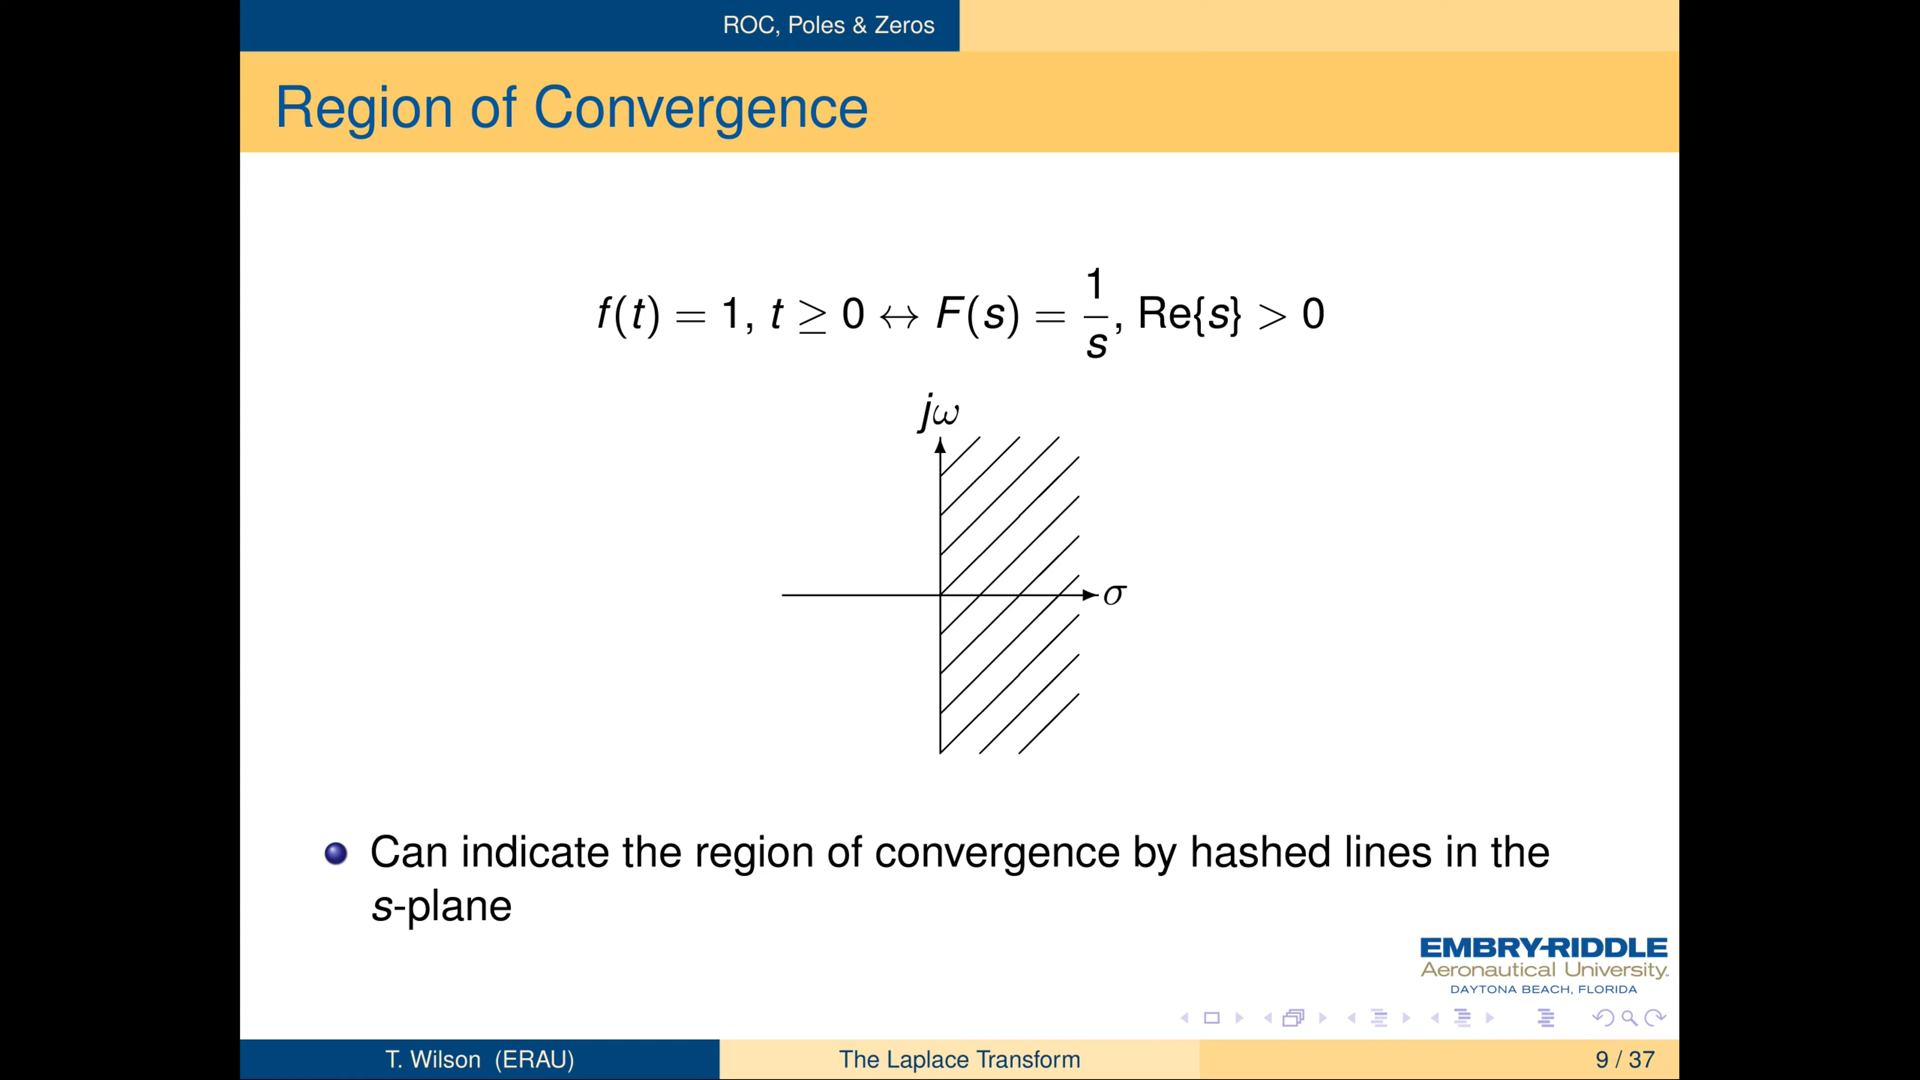 ROC, Poles & Zeros
Region of Convergence
f(t) = 1, t ≥ 0 ↔ F(s) = 1/s, Re{s} > 0
jω
σ
Can indicate the region of convergence by hashed lines in the
s-plane
EMBRY-RIDDLE
Aeronautical University.
DAYTONA BEACH, FLORIDA
T. Wilson (ERAU)
The Laplace Transform
9 / 37